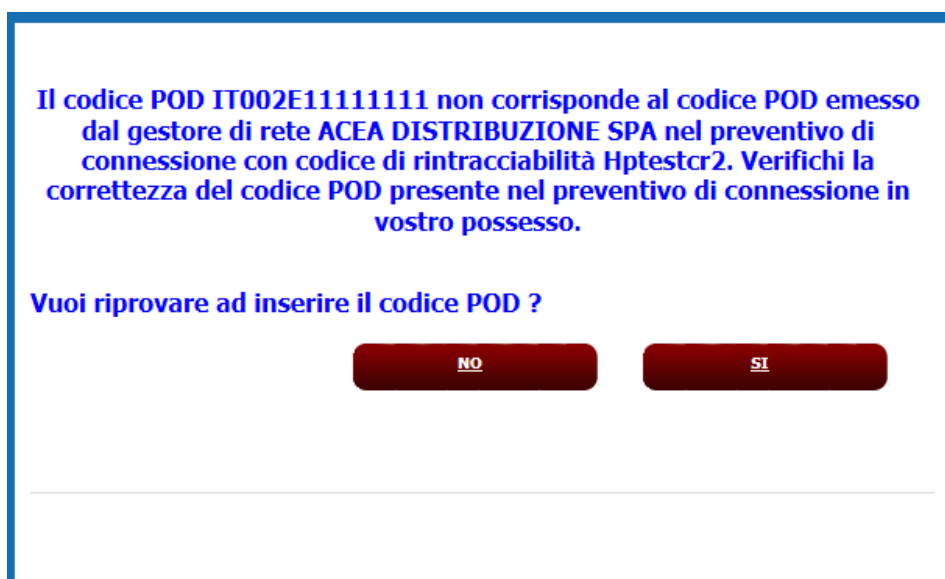 Il codice POD IT002E11111111 non corrisponde al codice POD emesso
dal gestore di rete ACEA DISTRIBUZIONE SPA nel preventivo di
connessione con codice di rintracciabilità Hptestcr2. Verifichi la
correttezza del codice POD presente nel preventivo di connessione in
vostro possesso.
Vuoi riprovare ad inserire il codice POD ?
NO
SI